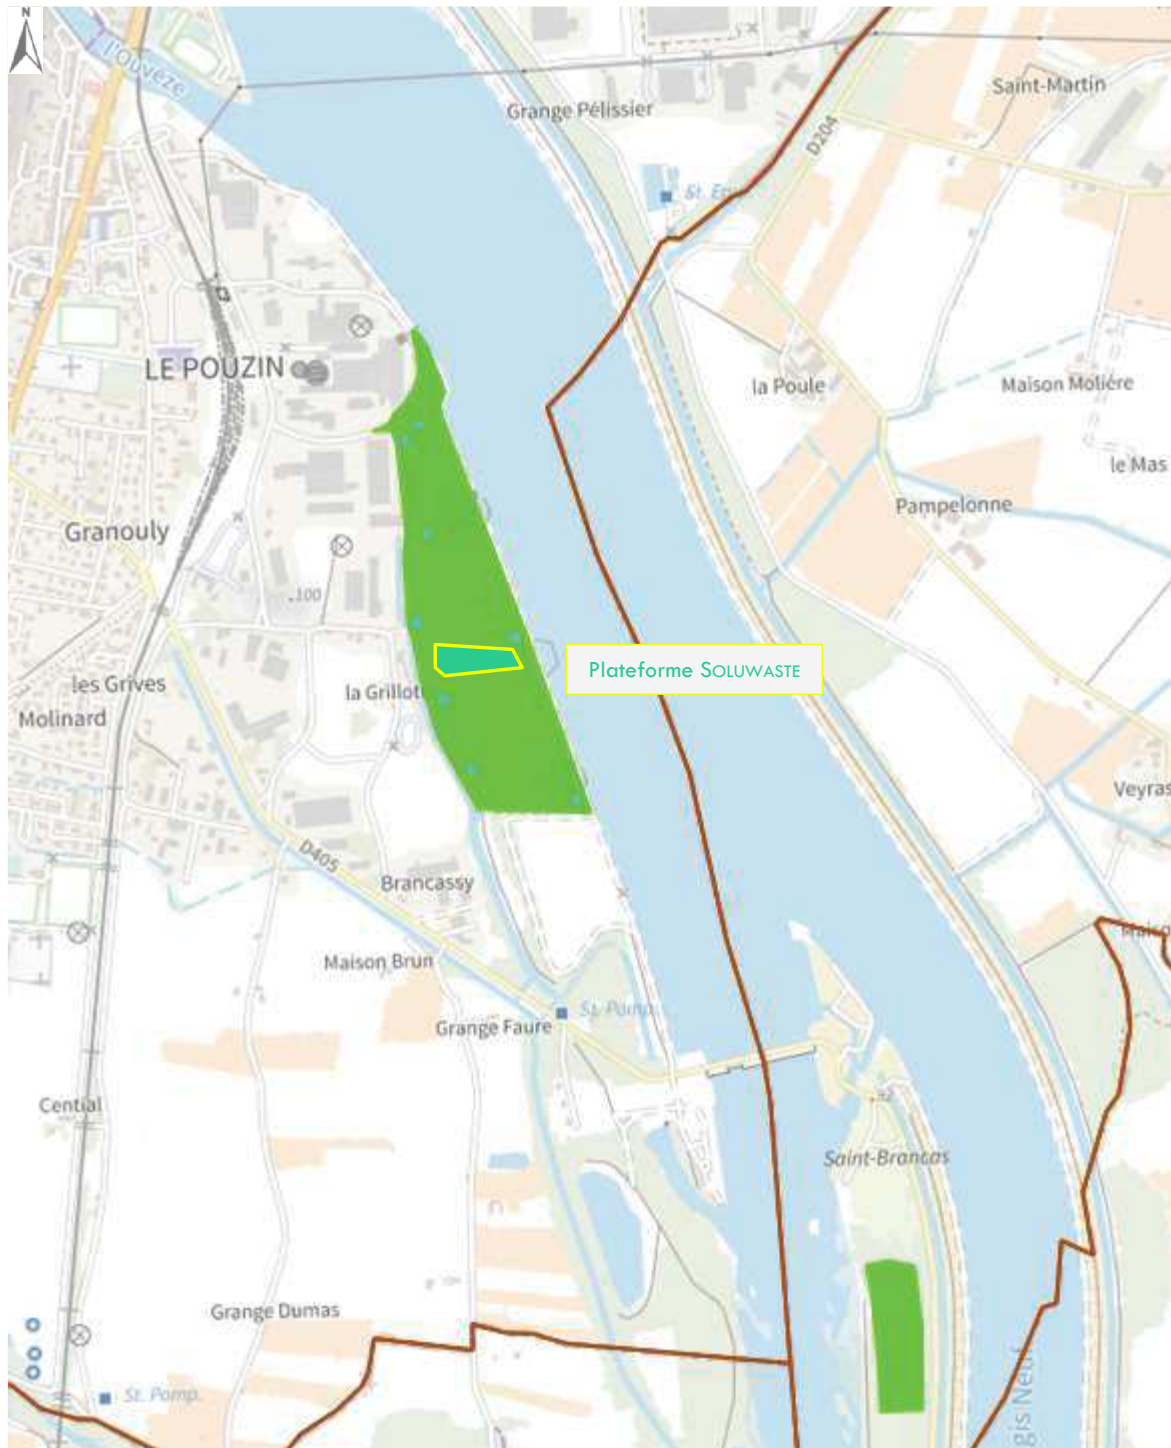 N
l'Ouvèze
Grange Pélissier
Saint-Martin
D204
LE POUZIN
la Poule
Maison Molière
le Mas
Pampelonne
Granouly
100
les Grives
la Grillot
Plateforme SOLUWASTE
Molinard
Veyras
D405
Brancassy
Maison Brun
St. Pomp.
Grange Faure
92
Cential
Saint-Brancas
Grange Dumas
St. Pomp.